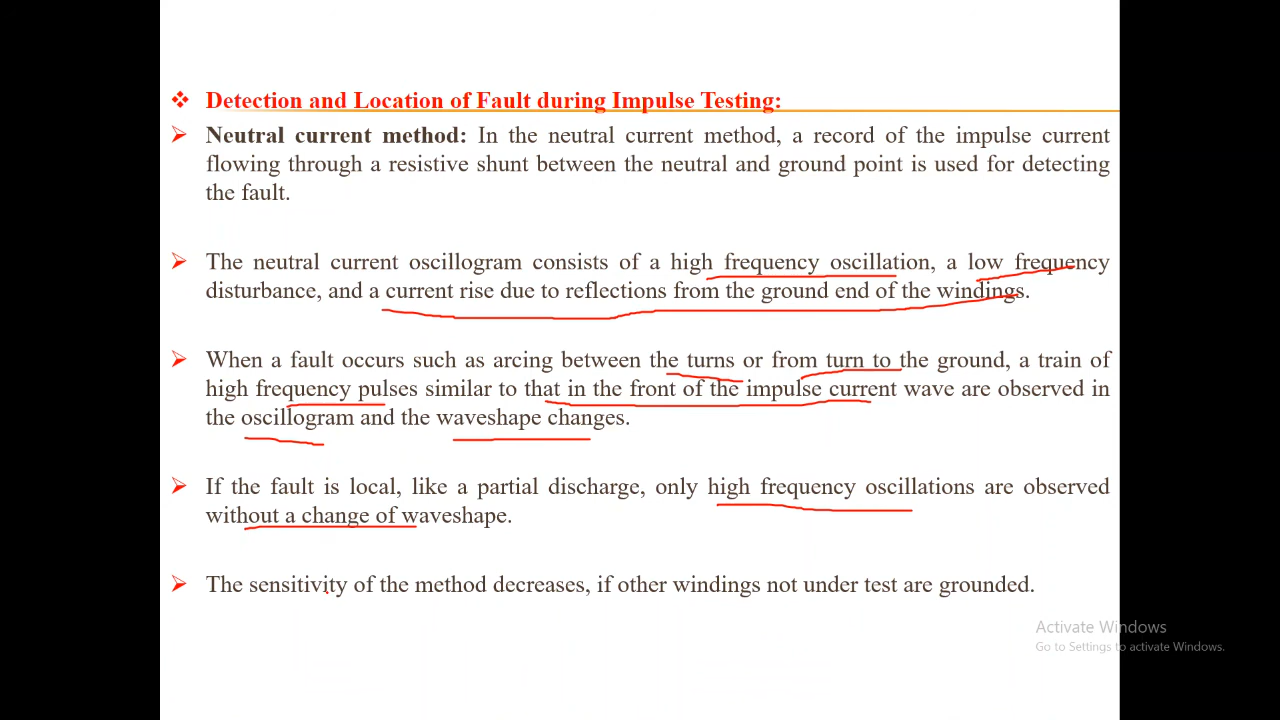 ❖ Detection and Location of Fault during Impulse Testing:
➢ Neutral current method: In the neutral current method, a record of the impulse current
flowing through a resistive shunt between the neutral and ground point is used for detecting
the fault.
➢ The neutral current oscillogram consists of a high frequency oscillation, a low frequency
disturbance, and a current rise due to reflections from the ground end of the windings.
➢ When a fault occurs such as arcing between the turns or from turn to the ground, a train of
high frequency pulses similar to that in the front of the impulse current wave are observed in
the oscillogram and the waveshape changes.
➢ If the fault is local, like a partial discharge, only high frequency oscillations are observed
without a change of waveshape.
➢ The sensitivity of the method decreases, if other windings not under test are grounded.
Activate Windows
Go to Settings to activate Windows.